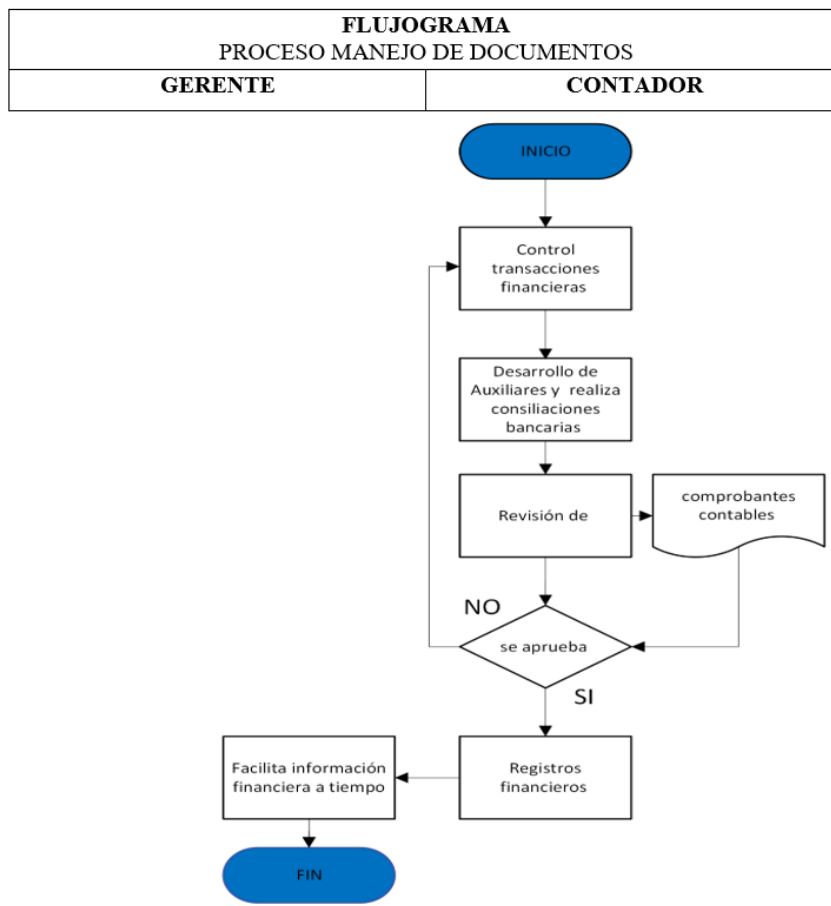 FLUJOGRAMA
PROCESO MANEJO DE DOCUMENTOS
GERENTE
CONTADOR
INICIO
Control
transacciones
financieras
Desarrollo de
Auxiliares y realiza
consiliaciones
bancarias
Revisión de
comprobantes
contables
NO
se aprueba
SI
Registros
financieros
Facilita información
financiera a tiempo
FIN